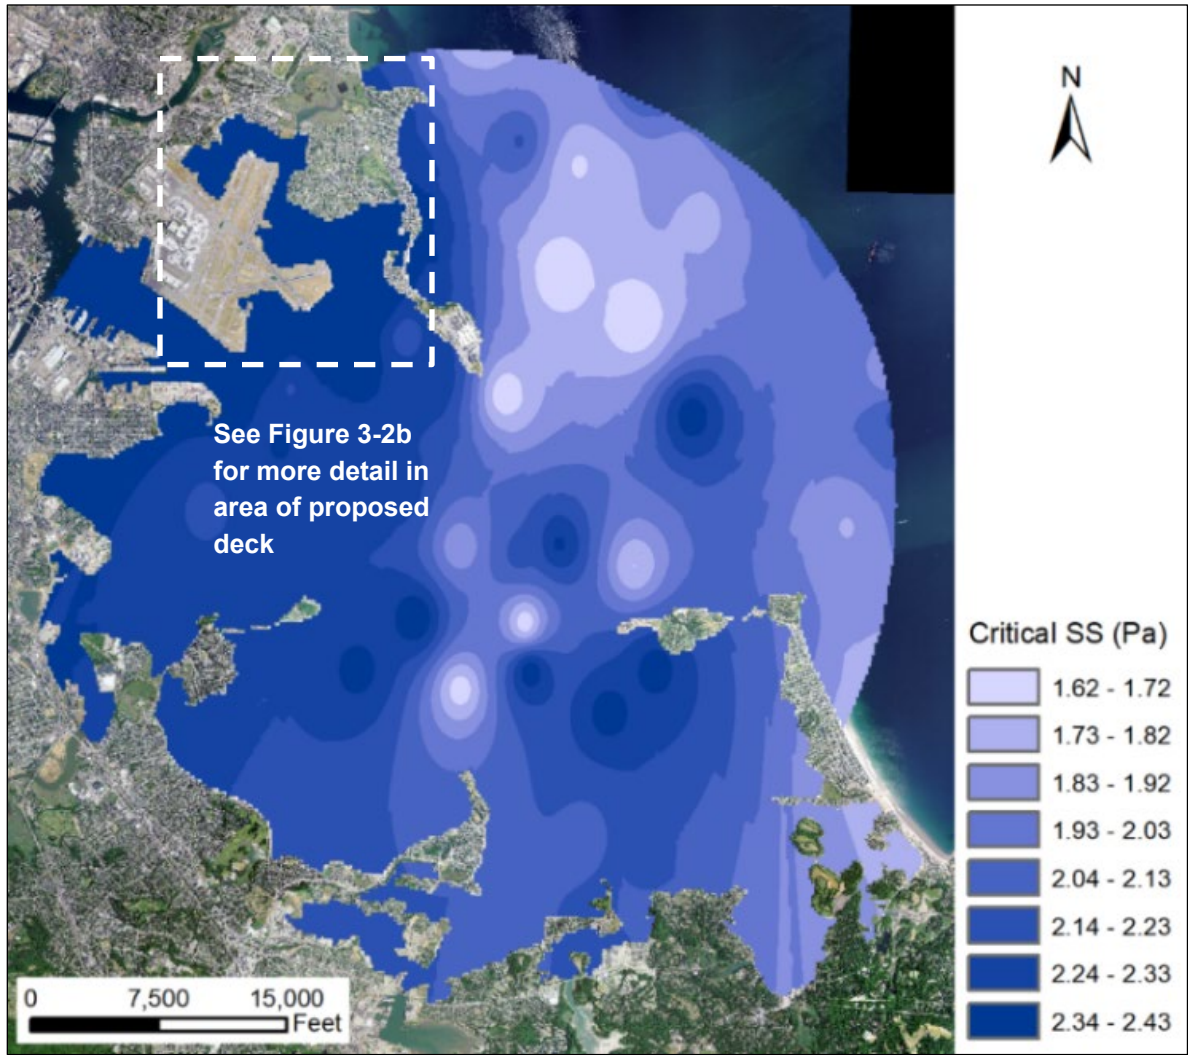 N
See Figure 3-2b
for more detail in
area of proposed
deck
Critical SS (Pa)
1.62 - 1.72
1.73 - 1.82
1.83 - 1.92
1.93 - 2.03
2.04 - 2.13
2.14 - 2.23
2.24 - 2.33
2.34 - 2.43
0 7,500 15,000
Feet